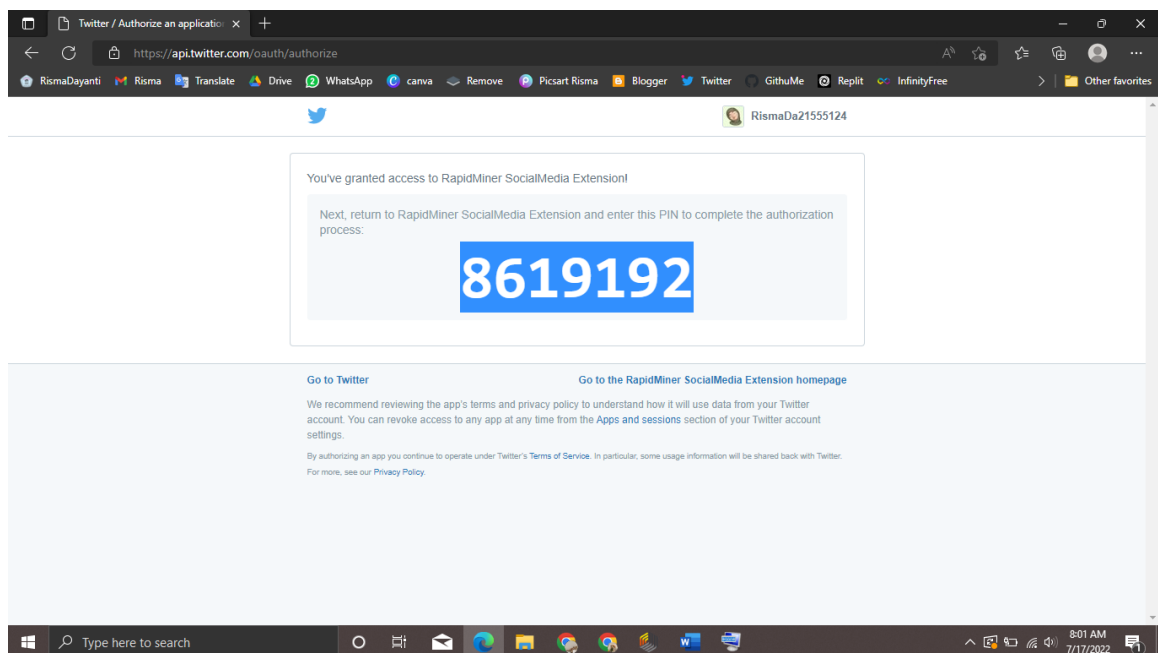 Twitter / Authorize an applicatio
https://api.twitter.com/oauth/authorize
RismaDayanti Risma Translate Drive WhatsApp canva Remove Picsart Risma Blogger Twitter GithuMe Replit InfinityFree Other favorites
RismaDa21555124
You've granted access to RapidMiner SocialMedia Extension!
Next, return to RapidMiner SocialMedia Extension and enter this PIN to complete the authorization
process:
8619192
Go to Twitter Go to the RapidMiner SocialMedia Extension homepage
We recommend reviewing the app's terms and privacy policy to understand how it will use data from your Twitter
account. You can revoke access to any app at any time from the Apps and sessions section of your Twitter account
settings.
By authorizing an app you continue to operate under Twitter's Terms of Service. In particular, some usage information will be shared back with Twitter.
For more, see our Privacy Policy.
Type here to search
8:01 AM
7/17/2022